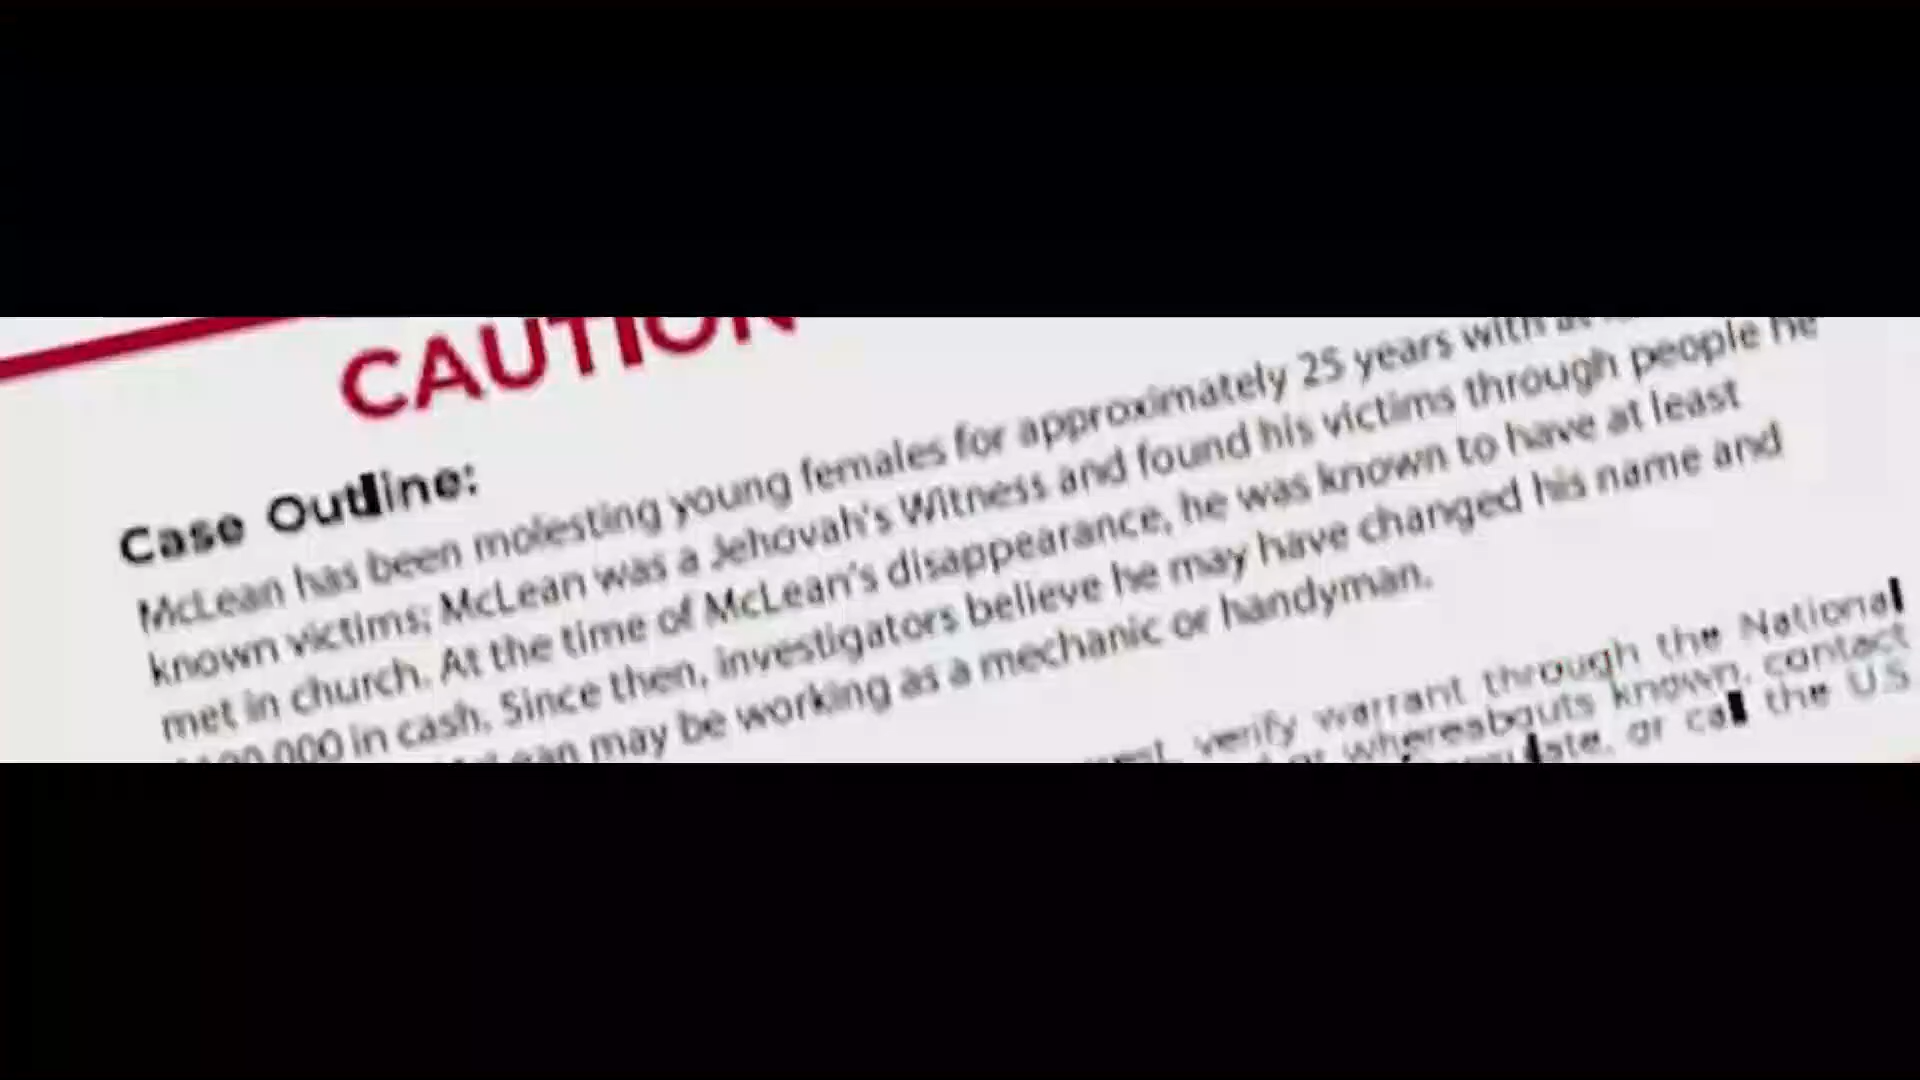 CAUTION
Case Outline:
McLean has been molesting young females for approximately 25 years with
known victims; McLean was a Jehovah's Witness and found his victims through people he
met in church. At the time of McLean's disappearance, he was known to have at least
in cash. Since then, investigators believe he may have changed his name and
may be working as a mechanic or handyman.
verify warrant through the National
or whereabouts known, contact
or call the U.S